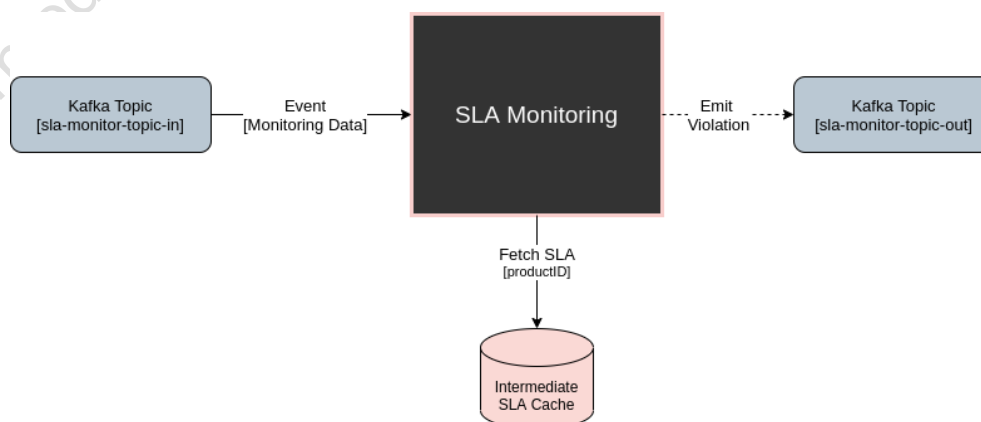 Kafka Topic
[sla-monitor-topic-in]
Event
[Monitoring Data]
SLA Monitoring
Emit
Violation
Kafka Topic
[sla-monitor-topic-out]
Fetch SLA
[productID]
Intermediate
SLA Cache